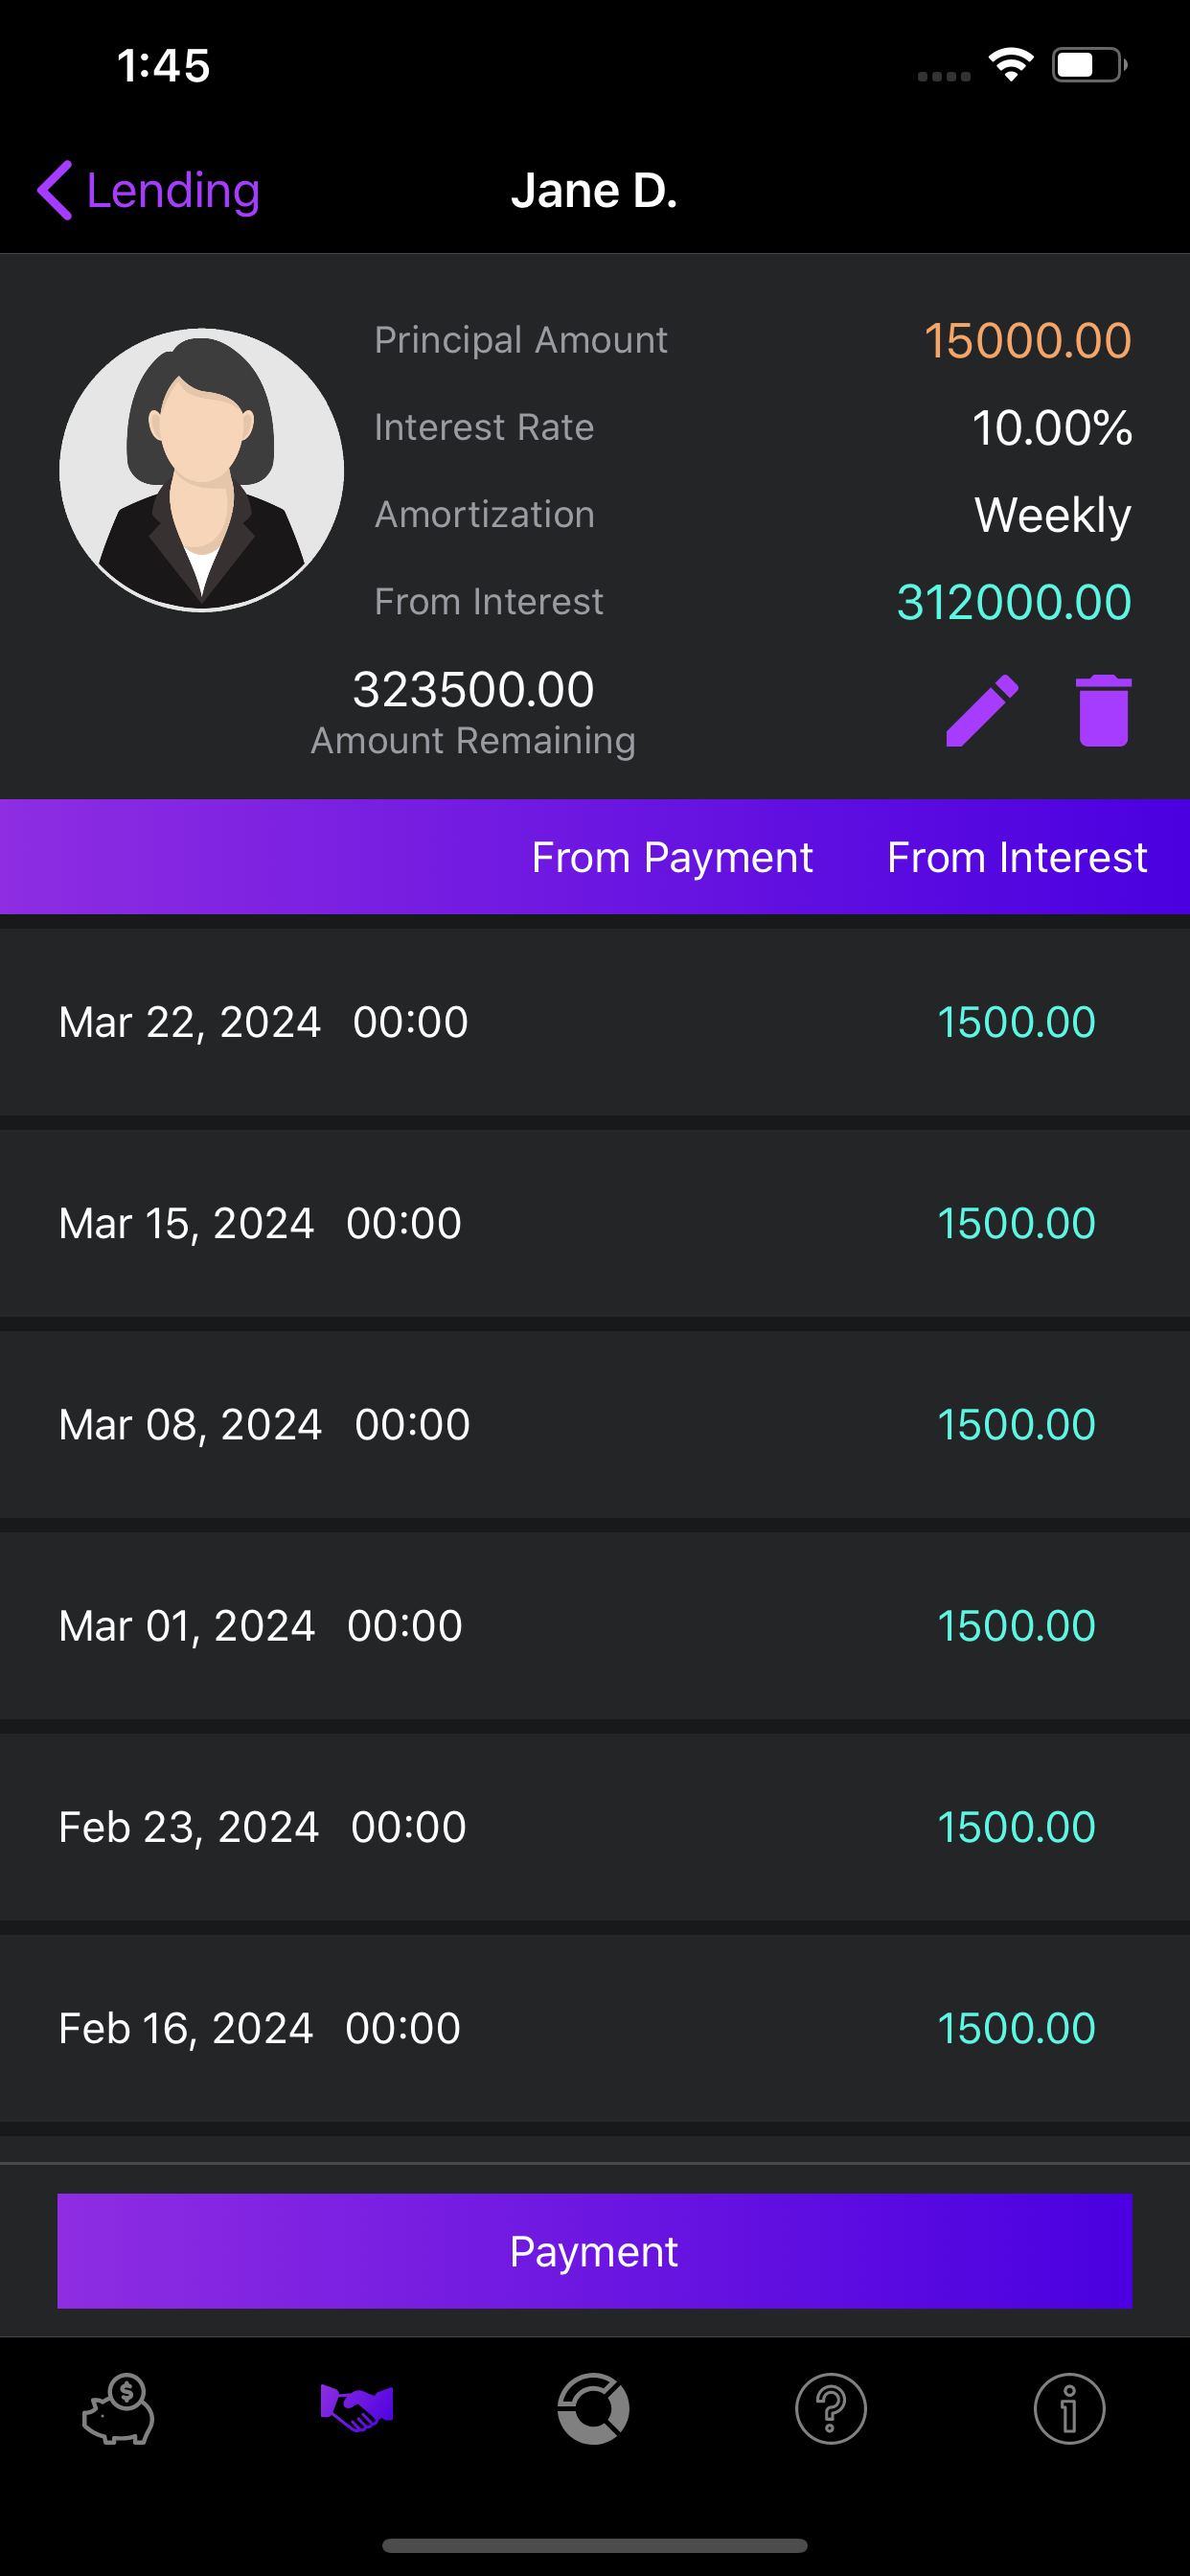 1:45
Lending
Jane D.
Principal Amount 15000.00
Interest Rate 10.00%
Amortization Weekly
From Interest 312000.00
323500.00
Amount Remaining
From Payment From Interest
Mar 22, 2024 00:00 1500.00
Mar 15, 2024 00:00 1500.00
Mar 08, 2024 00:00 1500.00
Mar 01, 2024 00:00 1500.00
Feb 23, 2024 00:00 1500.00
Feb 16, 2024 00:00 1500.00
Payment